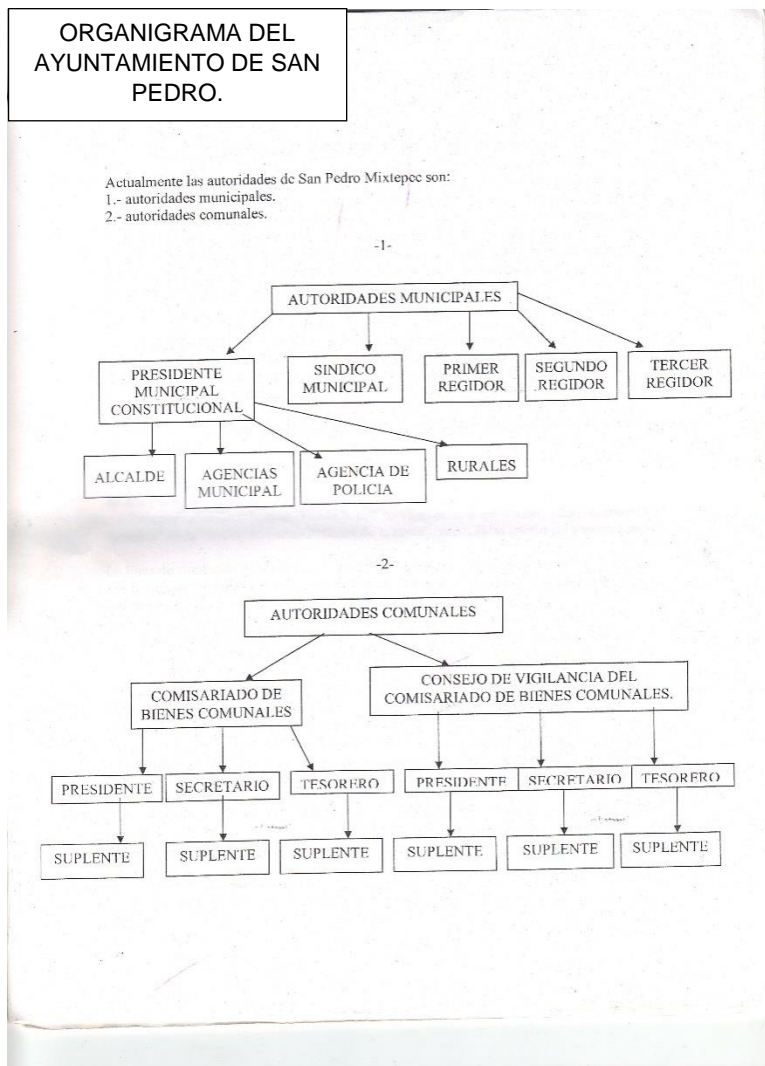 ORGANIGRAMA DEL
AYUNTAMIENTO DE SAN
PEDRO.
Actualmente las autoridades de San Pedro Mixtepec son:
1.- autoridades municipales.
2.- autoridades comunales.
-1-
AUTORIDADES MUNICIPALES
PRESIDENTE
MUNICIPAL
CONSTITUCIONAL
SINDICO
MUNICIPAL
PRIMER
REGIDOR
SEGUNDO
REGIDOR
TERCER
REGIDOR
ALCALDE
AGENCIAS
MUNICIPAL
AGENCIA DE
POLICIA
RURALES
-2-
AUTORIDADES COMUNALES
COMISARIADO DE
BIENES COMUNALES
CONSEJO DE VIGILANCIA DEL
COMISARIADO DE BIENES COMUNALES.
PRESIDENTE
SECRETARIO
TESORERO
PRESIDENTE
SECRETARIO
TESORERO
SUPLENTE
SUPLENTE
SUPLENTE
SUPLENTE
SUPLENTE
SUPLENTE